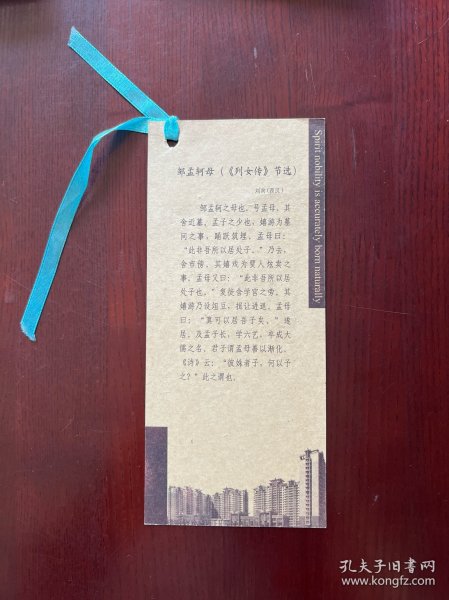 邹孟轲母（《列女传》节选）
刘向（西汉）
邹孟轲之母也，号孟母，其
舍近墓，孟子之少也，嬉游为墓
间之事，踊跃筑埋，孟母曰：
“此非吾所以居处子。”乃去，
舍市傍，其嬉戏为贾人炫卖之
事，孟母又曰：“此非吾所以居
处子也。”复徙舍学宫之旁，其
嬉游乃设俎豆，揖让进退，孟母
曰：“真可以居吾子矣。”遂
居，及孟子长，学六艺，卒成大
儒之名，君子谓孟母善以渐化，
《诗》云：“彼姝者子，何以予
之？”此之谓也。
Spirit nobility is accurately born naturally
孔夫子旧书网
www.kongfz.com